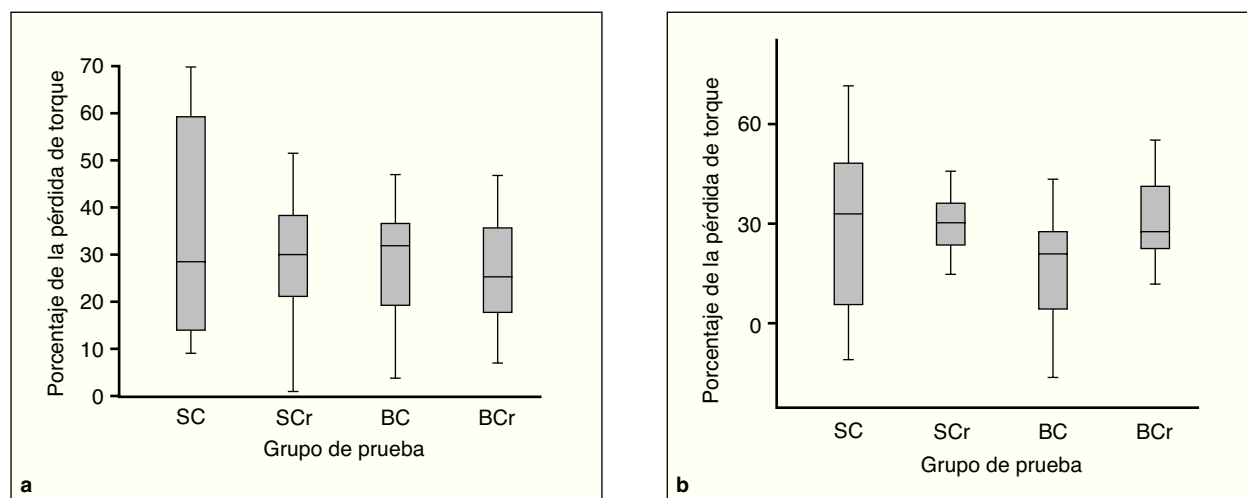 Porcentaje de la pérdida de torque
70
60
50
40
30
20
10
0
SC SCr BC BCr
Grupo de prueba
a
Porcentaje de la pérdida de torque
60
30
0
SC SCr BC BCr
Grupo de prueba
b